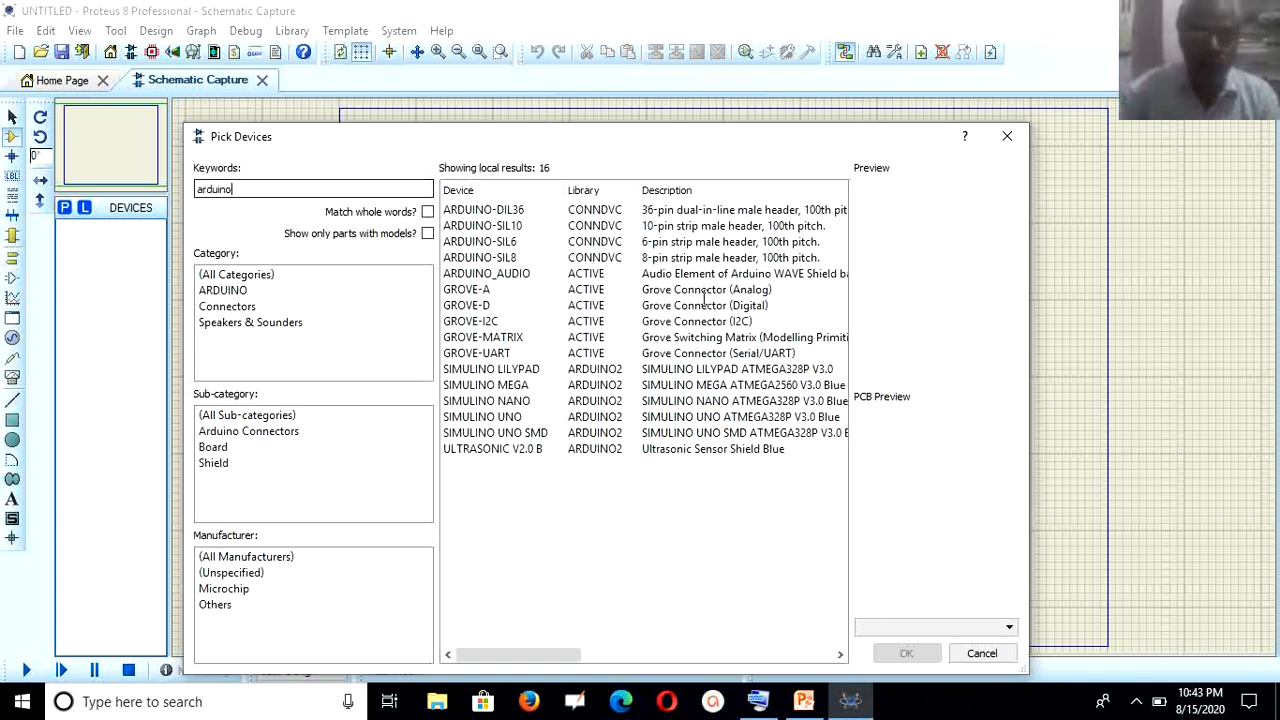 UNTITLED - Proteus 8 Professional - Schematic Capture
File Edit View Tool Design Graph Debug Library Template System Help
Home Page Schematic Capture
Pick Devices
Keywords:
arduino
Match whole words?
Show only parts with models?
Category:
(All Categories)
ARDUINO
Connectors
Speakers & Sounders
Sub-category:
(All Sub-categories)
Arduino Connectors
Board
Shield
Manufacturer:
(All Manufacturers)
(Unspecified)
Microchip
Others
Showing local results: 16
Device Library Description
ARDUINO-DIL36 CONNDVC 36-pin dual-in-line male header, 100th pit
ARDUINO-SIL10 CONNDVC 10-pin strip male header, 100th pitch.
ARDUINO-SIL6 CONNDVC 6-pin strip male header, 100th pitch.
ARDUINO-SIL8 CONNDVC 8-pin strip male header, 100th pitch.
ARDUINO_AUDIO ACTIVE Audio Element of Arduino WAVE Shield ba
GROVE-A ACTIVE Grove Connector (Analog)
GROVE-D ACTIVE Grove Connector (Digital)
GROVE-I2C ACTIVE Grove Connector (I2C)
GROVE-MATRIX ACTIVE Grove Switching Matrix (Modelling Primiti
GROVE-UART ACTIVE Grove Connector (Serial/UART)
SIMULINO LILYPAD ARDUINO2 SIMULINO LILYPAD ATMEGA328P V3.0
SIMULINO MEGA ARDUINO2 SIMULINO MEGA ATMEGA2560 V3.0 Blue
SIMULINO NANO ARDUINO2 SIMULINO NANO ATMEGA328P V3.0 Blue
SIMULINO UNO ARDUINO2 SIMULINO UNO ATMEGA328P V3.0 Blue
SIMULINO UNO SMD ARDUINO2 SIMULINO UNO SMD ATMEGA328P V3.0 B
ULTRASONIC V2.0 B ARDUINO2 Ultrasonic Sensor Shield Blue
Preview
PCB Preview
OK Cancel
0°
P L DEVICES
LBL
A
Type here to search
10:43 PM
8/15/2020